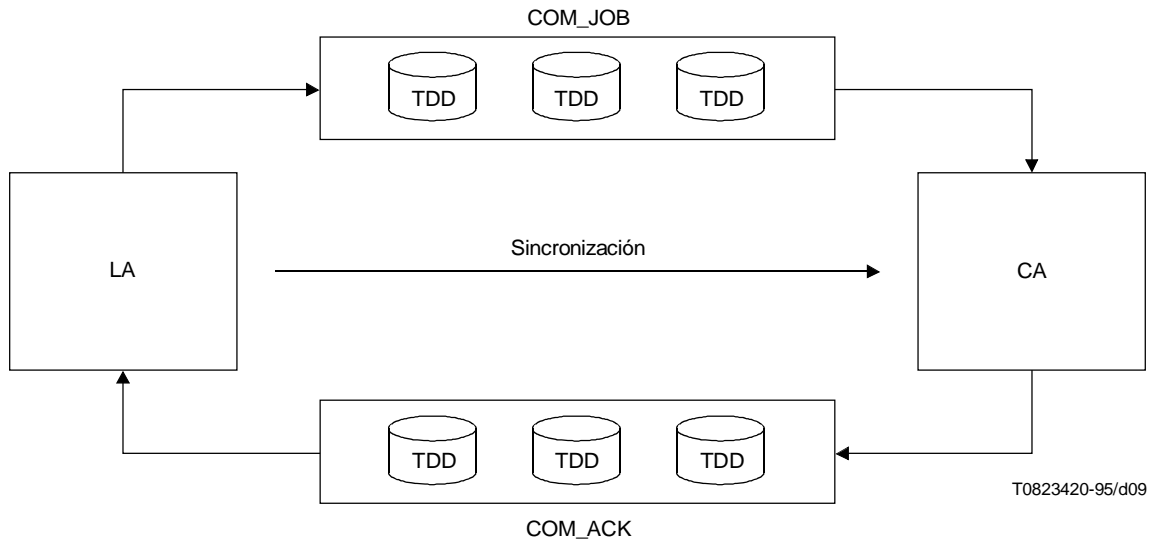 COM_JOB
TDD TDD TDD
Sincronización
LA
CA
TDD TDD TDD
T0823420-95/d09
COM_ACK